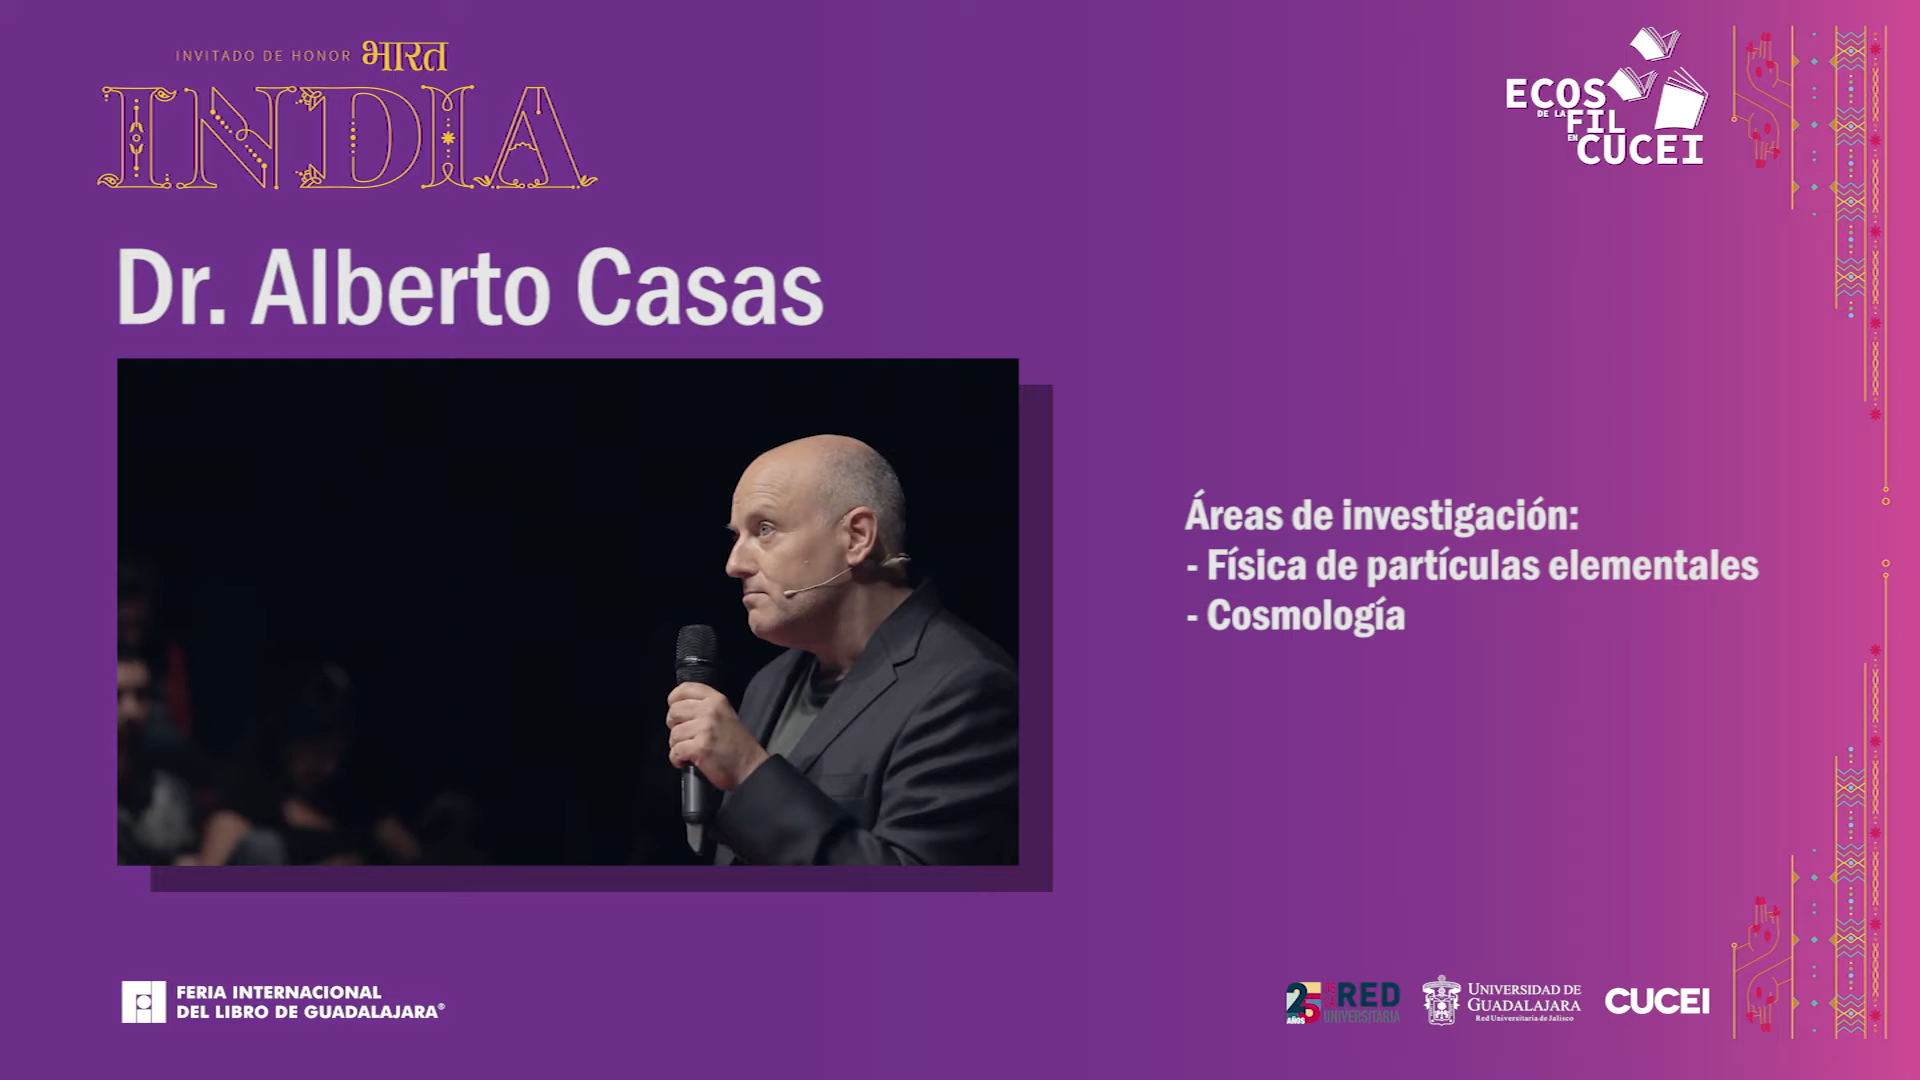 INVITADO DE HONOR भारत
INDIA
ECOS
DE LA FIL
EN CUCEI
Dr. Alberto Casas
Áreas de investigación:
- Física de partículas elementales
- Cosmología
FERIA INTERNACIONAL
DEL LIBRO DE GUADALAJARA®
25 AÑOS
RED
UNIVERSITARIA
UNIVERSIDAD DE
GUADALAJARA
Red Universitaria de Jalisco
CUCEI